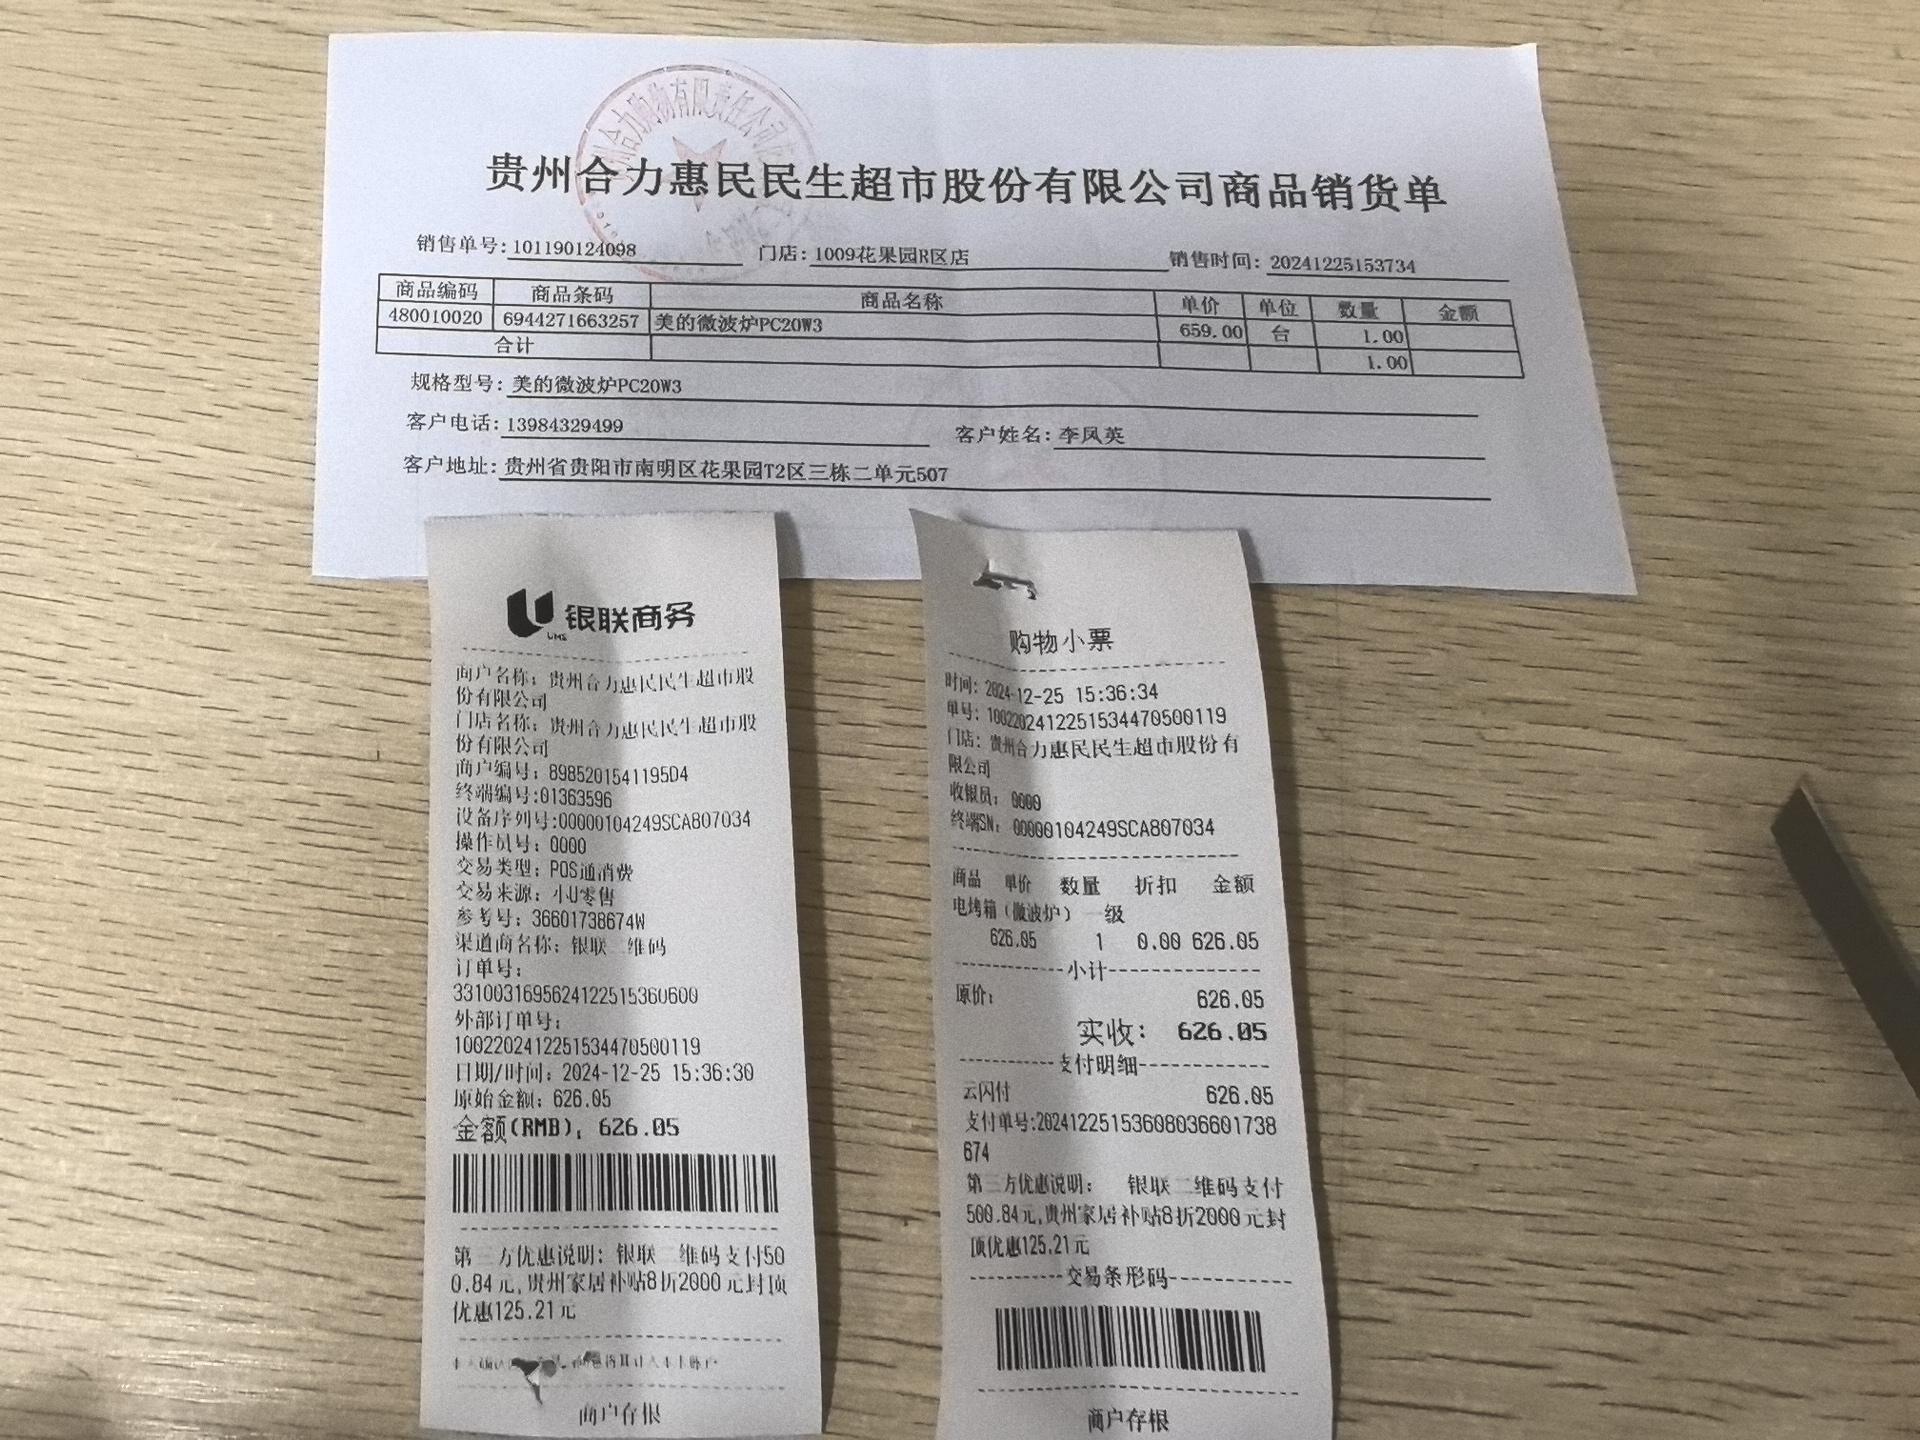 贵州合力惠民民生超市股份有限公司商品销货单
销售单号:101190124098 门店:1009花果园R区店 销售时间:20241225153734
商品编码 商品条码 商品名称 单价 单位 数量 金额
480010020 6944271663257 美的微波炉PC20W3 659.00 台 1.00
合计 1.00
规格型号:美的微波炉PC20W3
客户电话:13984329499 客户姓名:李凤英
客户地址:贵州省贵阳市南明区花果园T2区三栋二单元507
合力购物有限责任公司
银联商务
UMS
商户名称:贵州合力惠民民生超市股
份有限公司
门店名称:贵州合力惠民民生超市股
份有限公司
商户编号:8985201541195D4
终端编号:01363596
设备序列号:00000104249SCA807034
操作员号:0000
交易类型:POS通消费
交易来源:小U零售
参考号:36601738674W
渠道商名称:银联二维码
订单号:
33100316956241225153606​00
外部订单号:
1002202412251534470500119
日期/时间:2024-12-25 15:36:30
原始金额:626.05
金额(RMB):626.05
第三方优惠说明:银联二维码支付50
0.84元,贵州家居补贴8折2000元封顶
优惠125.21元
商户存根
购物小票
时间:2024-12-25 15:36:34
单号:1002202412251534470500119
门店:贵州合力惠民民生超市股份有
限公司
收银员:0000
终端SN:00000104249SCA807034
商品 单价 数量 折扣 金额
电烤箱(微波炉) 一级
626.05 1 0.00 626.05
小计
原价: 626.05
实收: 626.05
支付明细
云闪付 626.05
支付单号:2024122515360803660​1738
674
第三方优惠说明: 银联二维码支付
500.84元,贵州家居补贴8折2000元封
顶优惠125.21元
交易条形码
商户存根